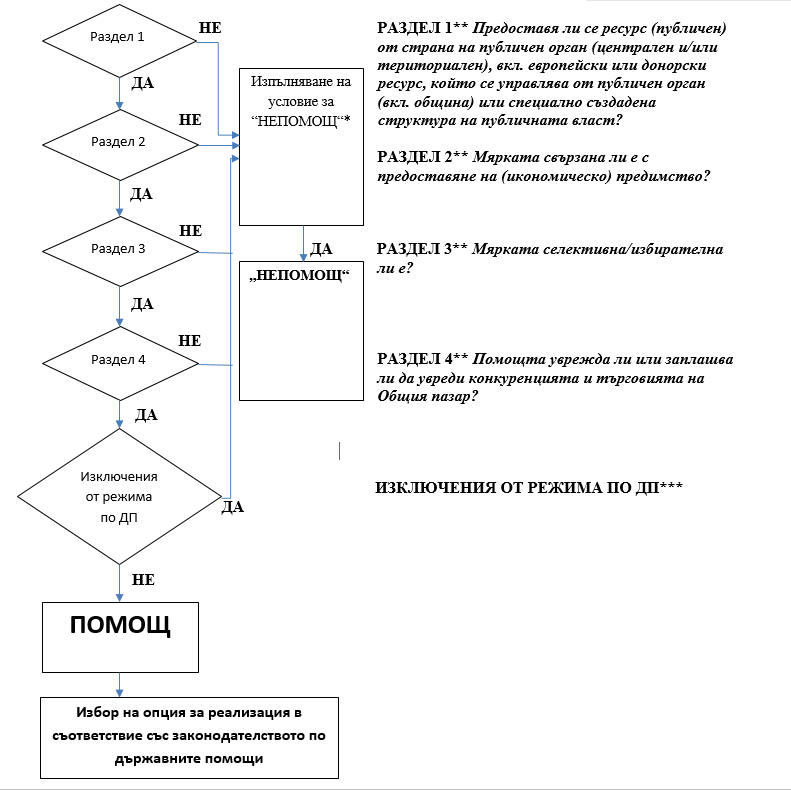 Раздел 1
НЕ
ДА
Раздел 2
НЕ
ДА
Раздел 3
НЕ
ДА
Раздел 4
НЕ
ДА
Изключения
от режима
по ДП
ДА
НЕ
ПОМОЩ
Избор на опция за реализация в
съответствие със законодателството по
държавните помощи
Изпълняване на
условие за
“НЕПОМОЩ“*
ДА
„НЕПОМОЩ“
РАЗДЕЛ 1** Предоставя ли се ресурс (публичен)
от страна на публичен орган (централен и/или
териториален), вкл. европейски или донорски
ресурс, който се управлява от публичен орган
(вкл. община) или специално създадена
структура на публичната власт?
РАЗДЕЛ 2** Мярката свързана ли е с
предоставяне на (икономическо) предимство?
РАЗДЕЛ 3** Мярката селективна/избирателна
ли е?
РАЗДЕЛ 4** Помощта уврежда ли или заплашва
ли да увреди конкуренцията и търговията на
Общия пазар?
ИЗКЛЮЧЕНИЯ ОТ РЕЖИМА ПО ДП***